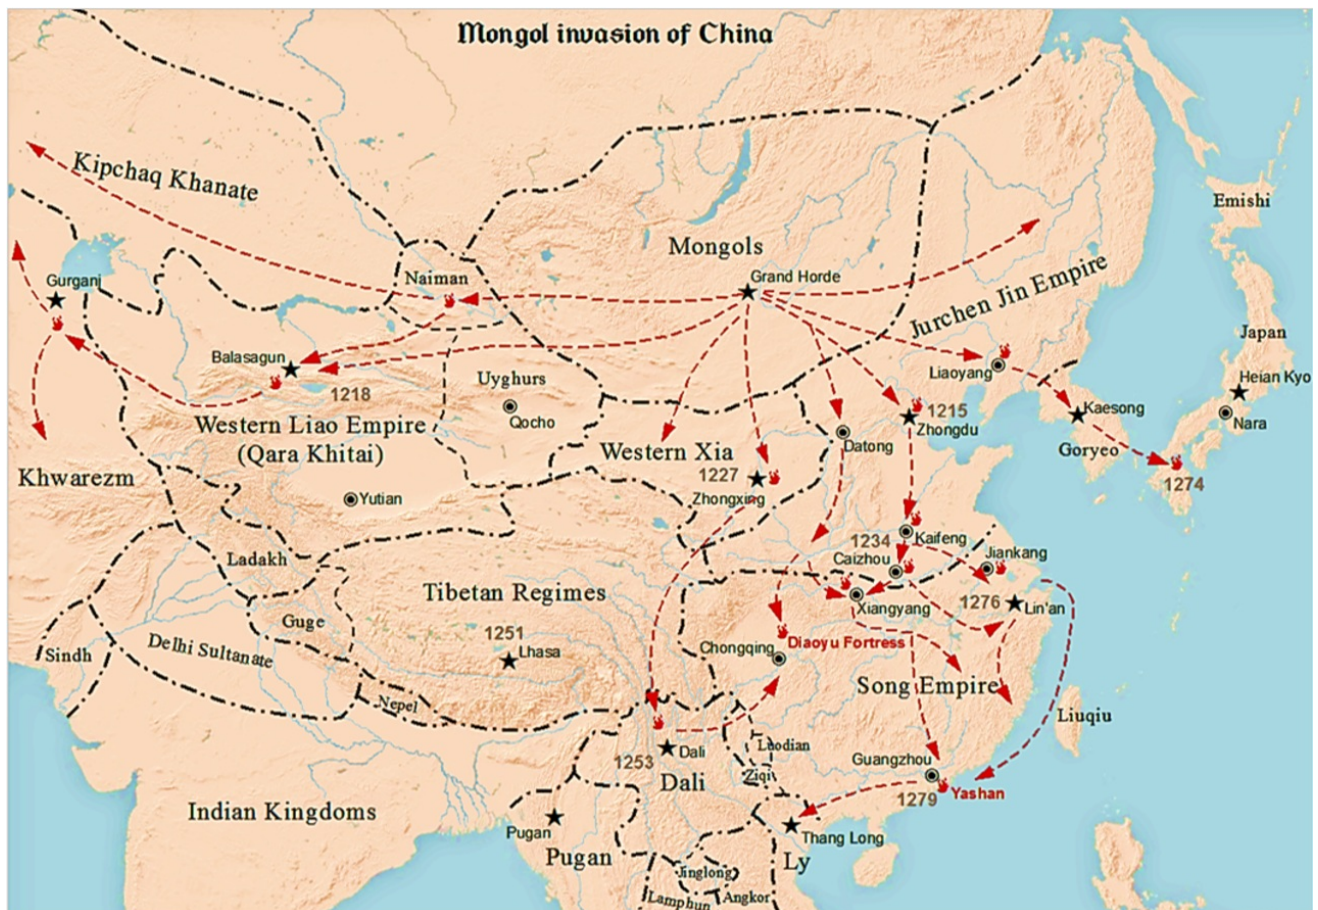 Mongol invasion of China
Kipchaq Khanate
Emishi
Mongols
Grand Horde
Naiman
Gurganj
Jurchen Jin Empire
Japan
Balasagun
1218
Uyghurs
Qocho
Liaoyang
Heian Kyo
Nara
1215
Zhongdu
Kaesong
Goryeo
1274
Western Liao Empire
(Qara Khitai)
Datong
Western Xia
1227
Zhongxing
Khwarezm
Yutian
1234
Kaifeng
Caizhou
Jiankang
Ladakh
Tibetan Regimes
Xiangyang
1276
Lin'an
Guge
1251
Lhasa
Diaoyu Fortress
Chongqing
Sindh
Delhi Sultanate
Song Empire
Nepel
Liuqiu
1253
Dali
Dali
Luodian
Ziqi
Guangzhou
1279
Yashan
Indian Kingdoms
Pugan
Pugan
Thang Long
Ly
Jinglong
Lamphun
Angkor